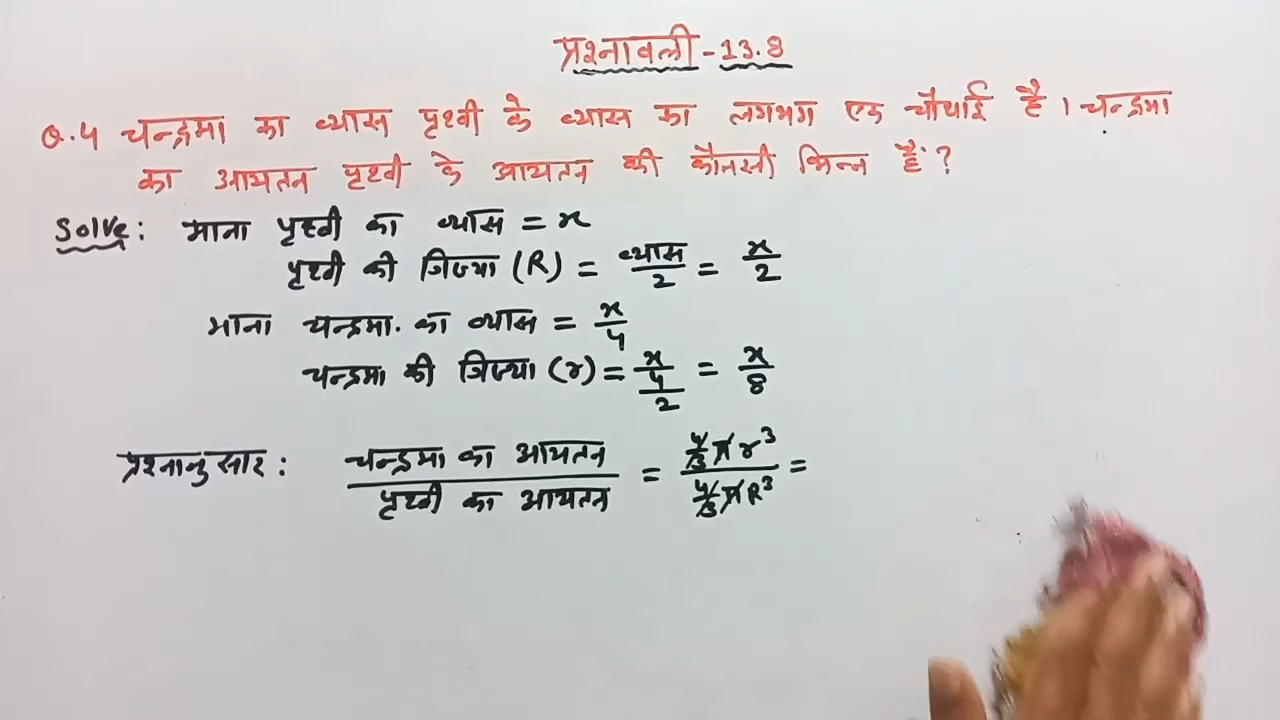 प्रश्नावली - 13.8
Q.4 चन्द्रमा का व्यास पृथ्वी के व्यास का लगभग एक चौथाई है। चन्द्रमा
का आयतन पृथ्वी के आयतन की कौनसी भिन्न है?
Solve: माना पृथ्वी का व्यास = x
पृथ्वी की त्रिज्या (R) = व्यास/2 = x/2
माना चन्द्रमा का व्यास = x/4
चन्द्रमा की त्रिज्या (r) = x/4/2 = x/8
प्रश्नानुसार: चन्द्रमा का आयतन/पृथ्वी का आयतन = 4/3 π r³ / 4/3 π R³ =